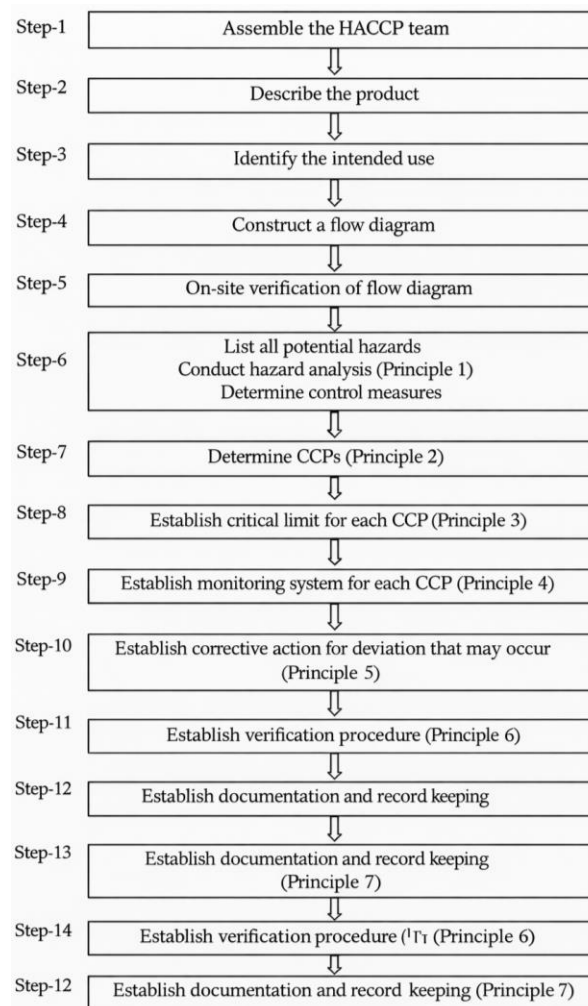 Step-1
Assemble the HACCP team
Step-2
Describe the product
Step-3
Identify the intended use
Step-4
Construct a flow diagram
Step-5
On-site verification of flow diagram
Step-6
List all potential hazards
Conduct hazard analysis (Principle 1)
Determine control measures
Step-7
Determine CCPs (Principle 2)
Step-8
Establish critical limit for each CCP (Principle 3)
Step-9
Establish monitoring system for each CCP (Principle 4)
Step-10
Establish corrective action for deviation that may occur
(Principle 5)
Step-11
Establish verification procedure (Principle 6)
Step-12
Establish documentation and record keeping
Step-13
Establish documentation and record keeping
(Principle 7)
Step-14
Establish verification procedure (Principle 6)
Step-12
Establish documentation and record keeping (Principle 7)